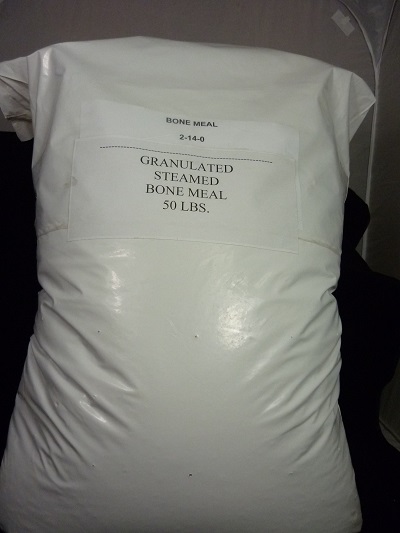 BONE MEAL
2-14-0
GRANULATED
STEAMED
BONE MEAL
50 LBS.